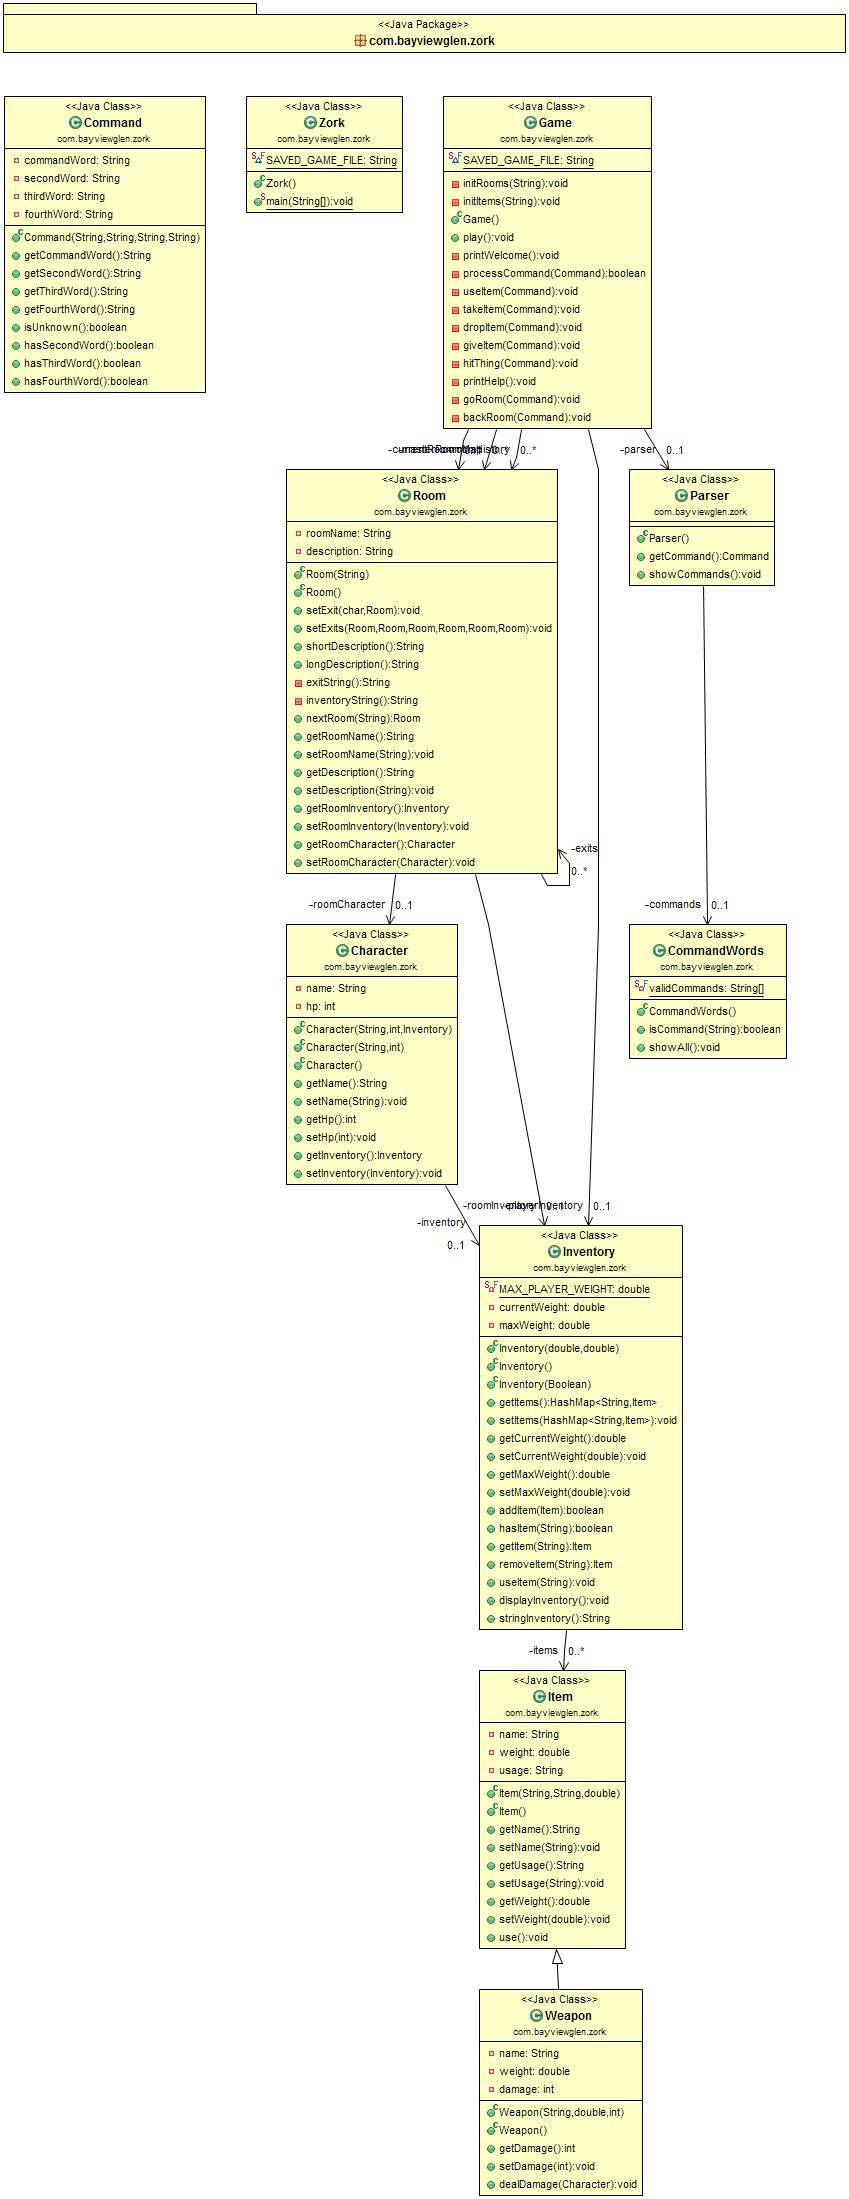 <<Java Package>>
com.bayviewglen.zork
<<Java Class>>
Command
com.bayviewglen.zork
commandWord: String
secondWord: String
thirdWord: String
fourthWord: String
Command(String,String,String,String)
getCommandWord():String
getSecondWord():String
getThirdWord():String
getFourthWord():String
isUnknown():boolean
hasSecondWord():boolean
hasThirdWord():boolean
hasFourthWord():boolean
<<Java Class>>
Zork
com.bayviewglen.zork
SAVED_GAME_FILE: String
Zork()
main(String[]):void
<<Java Class>>
Game
com.bayviewglen.zork
SAVED_GAME_FILE: String
initRooms(String):void
initItems(String):void
Game()
play():void
printWelcome():void
processCommand(Command):boolean
useItem(Command):void
takeItem(Command):void
dropItem(Command):void
giveItem(Command):void
hitThing(Command):void
printHelp():void
goRoom(Command):void
backRoom(Command):void
0..*
-parser 0..1
<<Java Class>>
Room
com.bayviewglen.zork
roomName: String
description: String
Room(String)
Room()
setExit(char,Room):void
setExits(Room,Room,Room,Room,Room,Room):void
shortDescription():String
longDescription():String
exitString():String
inventoryString():String
nextRoom(String):Room
getRoomName():String
setRoomName(String):void
getDescription():String
setDescription(String):void
getRoomInventory():Inventory
setRoomInventory(Inventory):void
getRoomCharacter():Character
setRoomCharacter(Character):void
-exits
0..*
<<Java Class>>
Parser
com.bayviewglen.zork
Parser()
getCommand():Command
showCommands():void
-roomCharacter 0..1
-commands 0..1
<<Java Class>>
Character
com.bayviewglen.zork
name: String
hp: int
Character(String,int,Inventory)
Character(String,int)
Character()
getName():String
setName(String):void
getHp():int
setHp(int):void
getInventory():Inventory
setInventory(Inventory):void
<<Java Class>>
CommandWords
com.bayviewglen.zork
validCommands: String[]
CommandWords()
isCommand(String):boolean
showAll():void
0..1
-inventory
0..1
<<Java Class>>
Inventory
com.bayviewglen.zork
MAX_PLAYER_WEIGHT: double
currentWeight: double
maxWeight: double
Inventory(double,double)
Inventory()
Inventory(Boolean)
getItems():HashMap<String,Item>
setItems(HashMap<String,Item>):void
getCurrentWeight():double
setCurrentWeight(double):void
getMaxWeight():double
setMaxWeight(double):void
addItem(Item):boolean
hasItem(String):boolean
getItem(String):Item
removeItem(String):Item
useItem(String):void
displayInventory():void
stringInventory():String
-items 0..*
<<Java Class>>
Item
com.bayviewglen.zork
name: String
weight: double
usage: String
Item(String,String,double)
Item()
getName():String
setName(String):void
getUsage():String
setUsage(String):void
getWeight():double
setWeight(double):void
use():void
<<Java Class>>
Weapon
com.bayviewglen.zork
name: String
weight: double
damage: int
Weapon(String,double,int)
Weapon()
getDamage():int
setDamage(int):void
dealDamage(Character):void